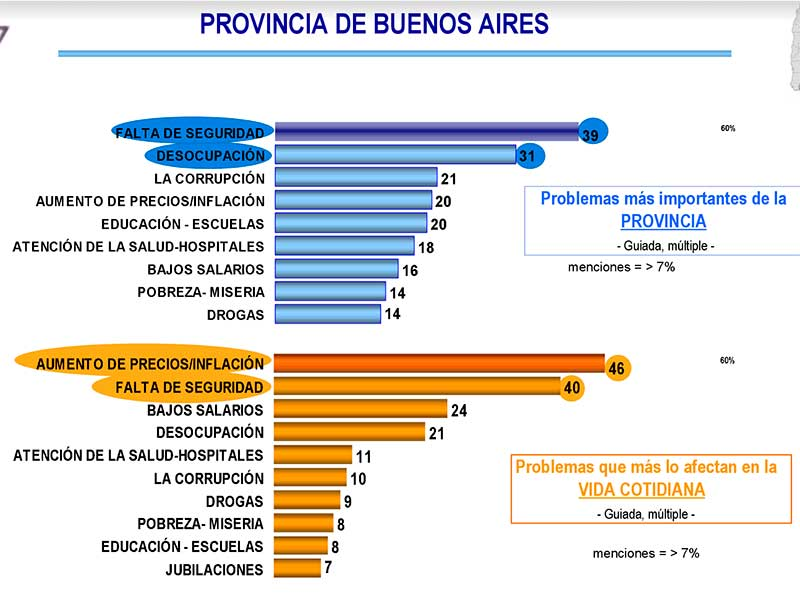 PROVINCIA DE BUENOS AIRES
FALTA DE SEGURIDAD 39 60%
DESOCUPACIÓN 31
LA CORRUPCIÓN 21
AUMENTO DE PRECIOS/INFLACIÓN 20
EDUCACIÓN - ESCUELAS 20
ATENCIÓN DE LA SALUD-HOSPITALES 18
BAJOS SALARIOS 16
POBREZA- MISERIA 14
DROGAS 14
Problemas más importantes de la
PROVINCIA
- Guiada, múltiple -
menciones = > 7%
AUMENTO DE PRECIOS/INFLACIÓN 46 60%
FALTA DE SEGURIDAD 40
BAJOS SALARIOS 24
DESOCUPACIÓN 21
ATENCIÓN DE LA SALUD-HOSPITALES 11
LA CORRUPCIÓN 10
DROGAS 9
POBREZA- MISERIA 8
EDUCACIÓN - ESCUELAS 8
JUBILACIONES 7
Problemas que más lo afectan en la
VIDA COTIDIANA
- Guiada, múltiple -
menciones = > 7%